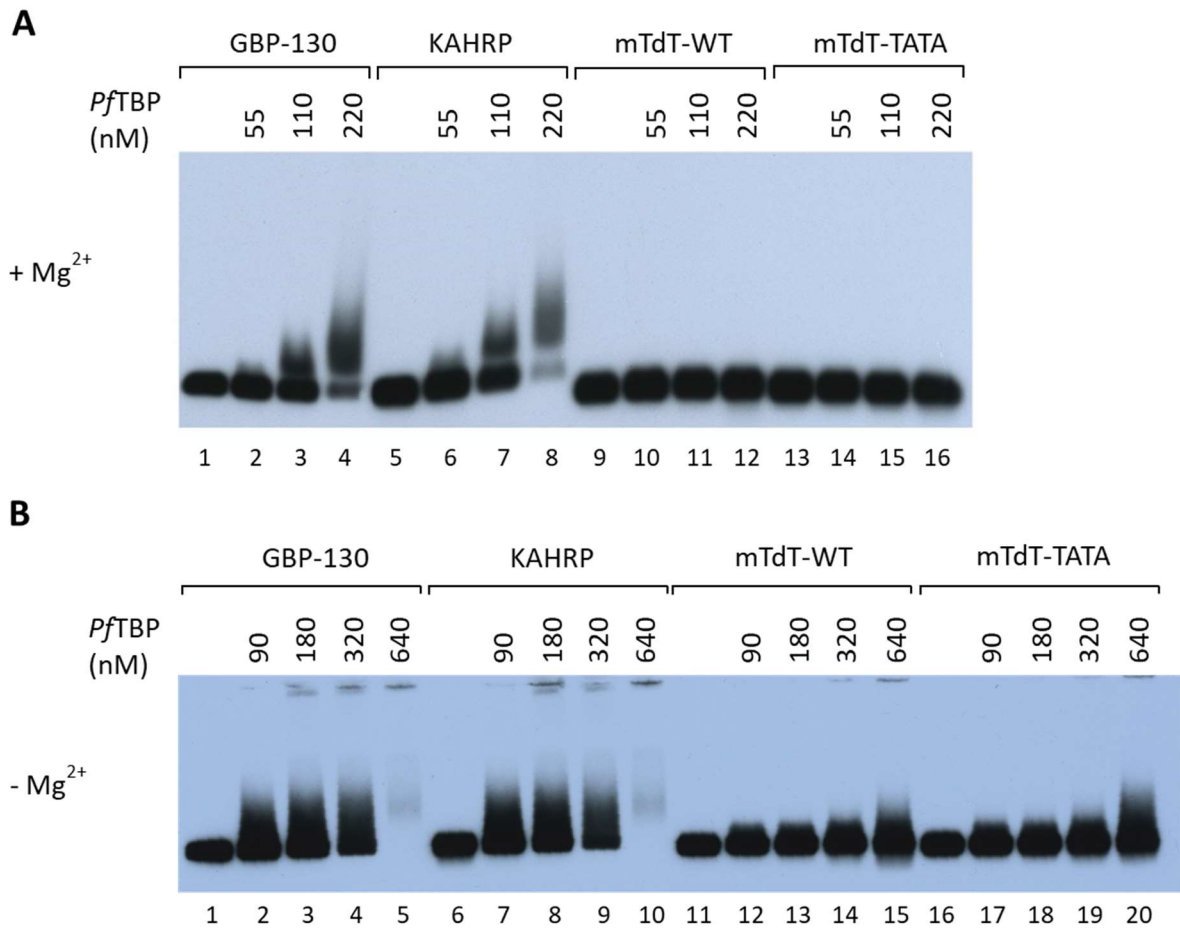 A
GBP-130 KAHRP mTdT-WT mTdT-TATA
PfTBP
(nM)
55 110 220 55 110 220 55 110 220 55 110 220
+ Mg2+
1 2 3 4 5 6 7 8 9 10 11 12 13 14 15 16
B
GBP-130 KAHRP mTdT-WT mTdT-TATA
PfTBP
(nM)
90 180 320 640 90 180 320 640 90 180 320 640 90 180 320 640
- Mg2+
1 2 3 4 5 6 7 8 9 10 11 12 13 14 15 16 17 18 19 20